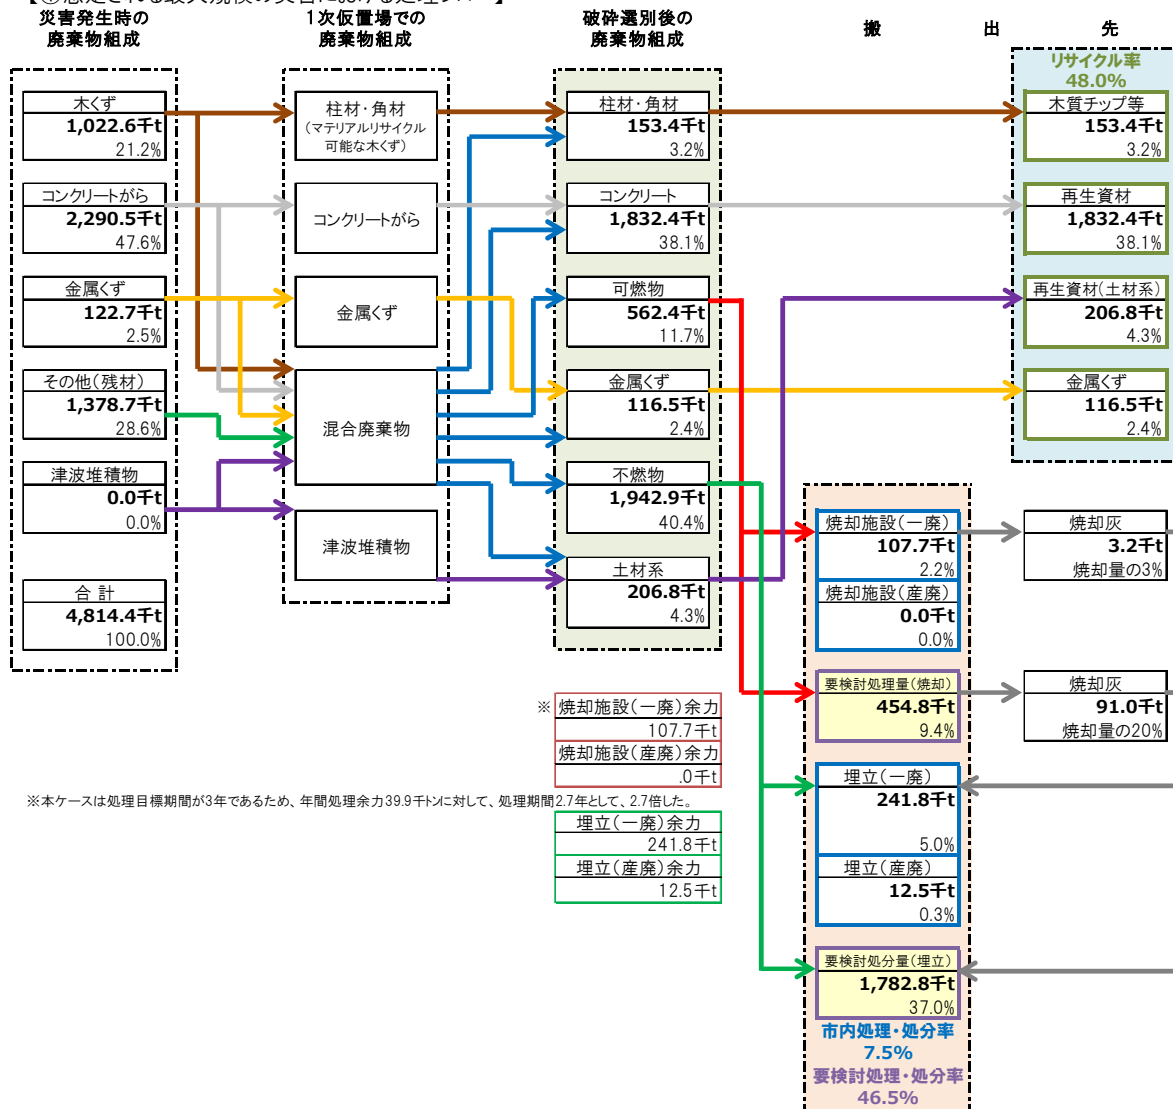 災害発生時の
廃棄物組成
1次仮置場での
廃棄物組成
破砕選別後の
廃棄物組成
搬 出 先
木くず
1,022.6千t
21.2%
コンクリートがら
2,290.5千t
47.6%
金属くず
122.7千t
2.5%
その他(残材)
1,378.7千t
28.6%
津波堆積物
0.0千t
0.0%
合 計
4,814.4千t
100.0%
柱材・角材
(マテリアルリサイクル
可能な木くず)
コンクリートがら
金属くず
混合廃棄物
津波堆積物
柱材・角材
153.4千t
3.2%
コンクリート
1,832.4千t
38.1%
可燃物
562.4千t
11.7%
金属くず
116.5千t
2.4%
不燃物
1,942.9千t
40.4%
土材系
206.8千t
4.3%
リサイクル率
48.0%
木質チップ等
153.4千t
3.2%
再生資材
1,832.4千t
38.1%
再生資材(土材系)
206.8千t
4.3%
金属くず
116.5千t
2.4%
焼却施設(一廃)
107.7千t
2.2%
焼却施設(産廃)
0.0千t
0.0%
焼却灰
3.2千t
焼却量の3%
要検討処理量(焼却)
454.8千t
9.4%
焼却灰
91.0千t
焼却量の20%
※ 焼却施設(一廃)余力
107.7千t
焼却施設(産廃)余力
.0千t
※本ケースは処理目標期間が3年であるため、年間処理余力39.9千トンに対して、処理期間2.7年として、2.7倍した。
埋立(一廃)余力
241.8千t
埋立(産廃)余力
12.5千t
埋立(一廃)
241.8千t
5.0%
埋立(産廃)
12.5千t
0.3%
要検討処分量(埋立)
1,782.8千t
37.0%
市内処理・処分率
7.5%
要検討処理・処分率
46.5%